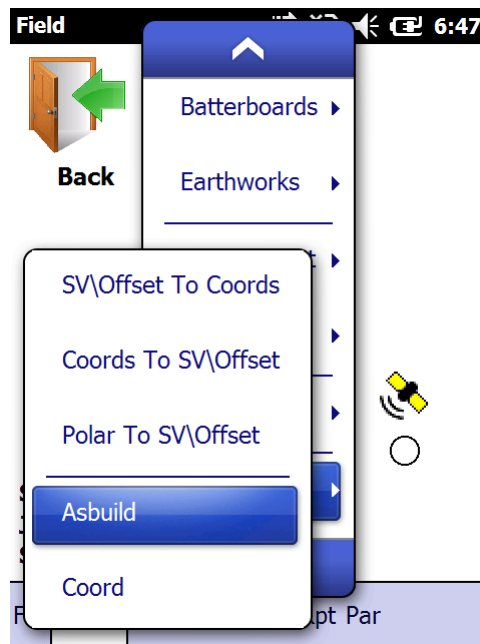 Field
6:47
Batterboards
Back
Earthworks
SV\Offset To Coords
Coords To SV\Offset
Polar To SV\Offset
Asbuild
Coord
Par